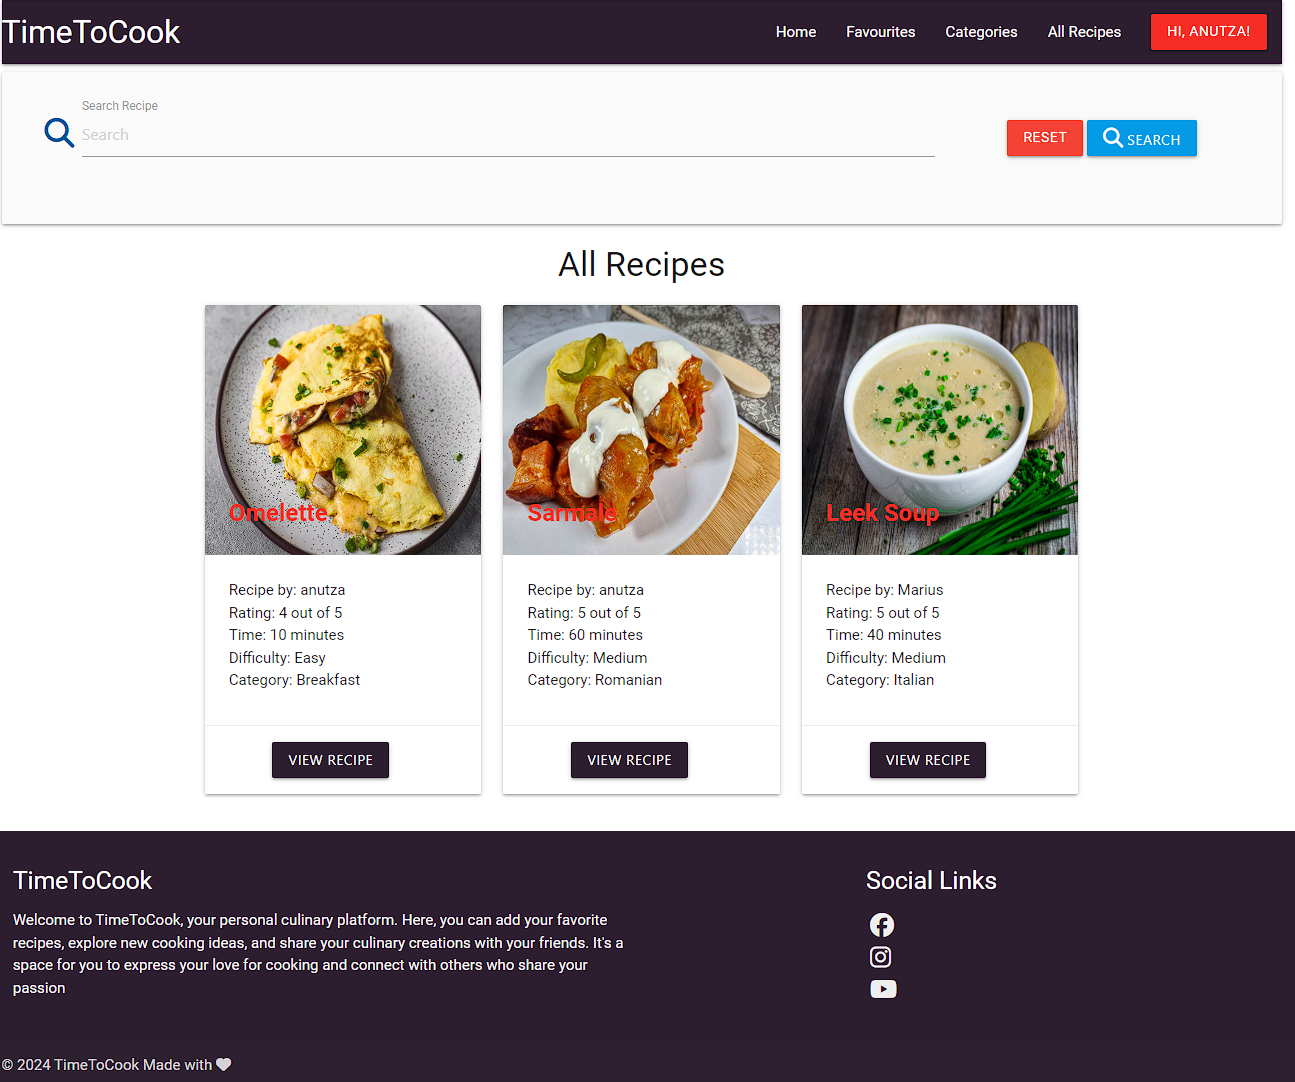 TimeToCook
Home Favourites Categories All Recipes HI, ANUTZA!
Search Recipe
Search
RESET SEARCH
All Recipes
Omelette
Recipe by: anutza
Rating: 4 out of 5
Time: 10 minutes
Difficulty: Easy
Category: Breakfast
VIEW RECIPE
Sarmale
Recipe by: anutza
Rating: 5 out of 5
Time: 60 minutes
Difficulty: Medium
Category: Romanian
VIEW RECIPE
Leek Soup
Recipe by: Marius
Rating: 5 out of 5
Time: 40 minutes
Difficulty: Medium
Category: Italian
VIEW RECIPE
TimeToCook
Welcome to TimeToCook, your personal culinary platform. Here, you can add your favorite
recipes, explore new cooking ideas, and share your culinary creations with your friends. It's a
space for you to express your love for cooking and connect with others who share your
passion
Social Links
© 2024 TimeToCook Made with